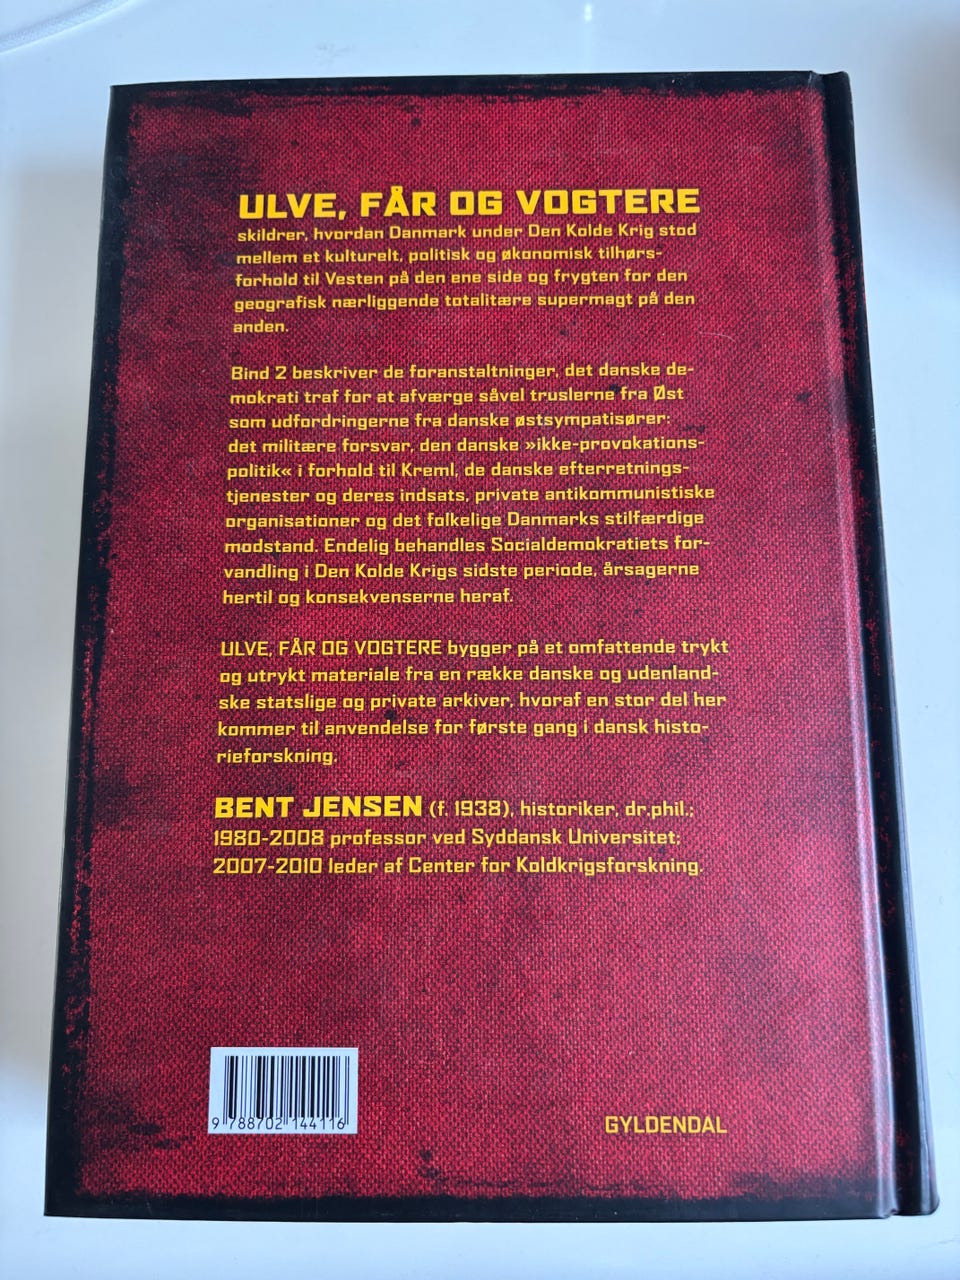 ULVE, FÅR OG VOGTERE
skildrer, hvordan Danmark under Den Kolde Krig stod
mellem et kulturelt, politisk og økonomisk tilhørs-
forhold til Vesten på den ene side og frygten for den
geografisk nærliggende totalitære supermagt på den
anden.
Bind 2 beskriver de foranstaltninger, det danske de-
mokrati traf for at afværge såvel truslerne fra Øst
som udfordringerne fra danske østsympatisører:
det militære forsvar, den danske »ikke-provokations-
politik« i forhold til Kreml, de danske efterretnings-
tjenester og deres indsats, private antikommunistiske
organisationer og det folkelige Danmarks stilfærdige
modstand. Endelig behandles Socialdemokratiets for-
vandling i Den Kolde Krigs sidste periode, årsagerne
hertil og konsekvenserne heraf.
ULVE, FÅR OG VOGTERE bygger på et omfattende trykt
og utrykt materiale fra en række danske og udenland-
ske statslige og private arkiver, hvoraf en stor del her
kommer til anvendelse for første gang i dansk histo-
rieforskning.
BENT JENSEN (f. 1938), historiker, dr.phil.;
1980-2008 professor ved Syddansk Universitet;
2007-2010 leder af Center for Koldkrigsforskning.
9 788702 144116
GYLDENDAL